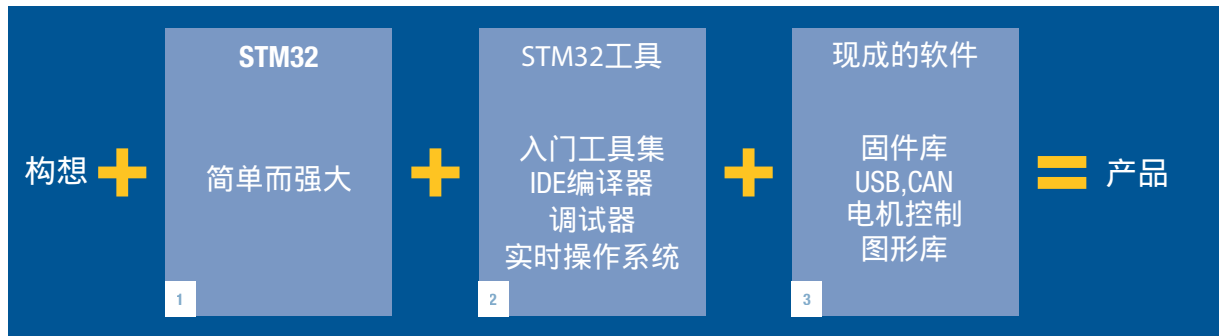 构想
STM32
简单而强大
1
STM32工具
入门工具集
IDE编译器
调试器
实时操作系统
2
现成的软件
固件库
USB,CAN
电机控制
图形库
3
产品